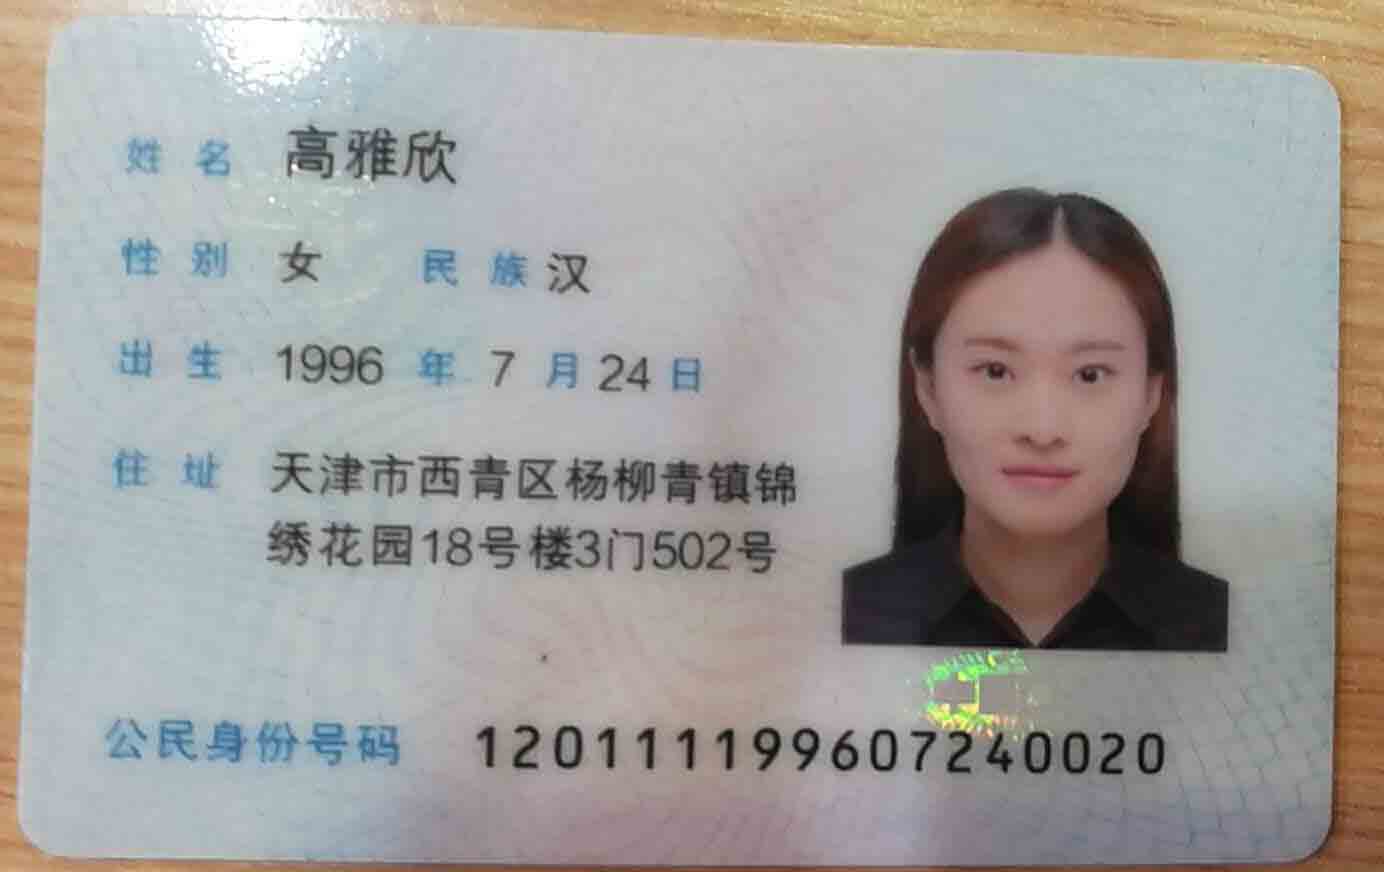 姓名 高雅欣
性别 女 民族 汉
出生 1996 年 7 月 24 日
住址 天津市西青区杨柳青镇锦
绣花园18号楼3门502号
公民身份号码 120111199607240020